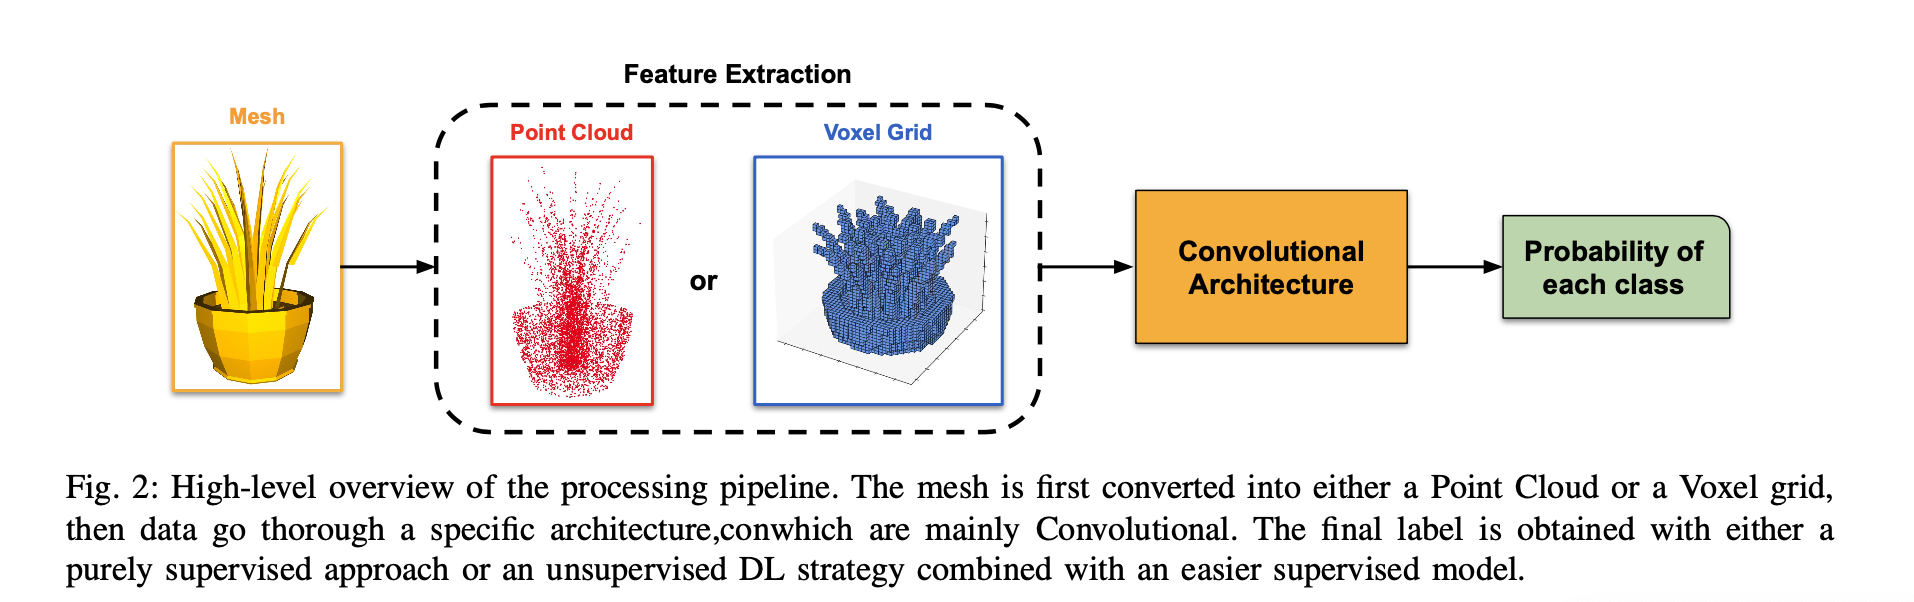 Feature Extraction
Mesh
Point Cloud
Voxel Grid
or
Convolutional
Architecture
Probability of
each class
Fig. 2: High-level overview of the processing pipeline. The mesh is first converted into either a Point Cloud or a Voxel grid,
then data go thorough a specific architecture,conwhich are mainly Convolutional. The final label is obtained with either a
purely supervised approach or an unsupervised DL strategy combined with an easier supervised model.